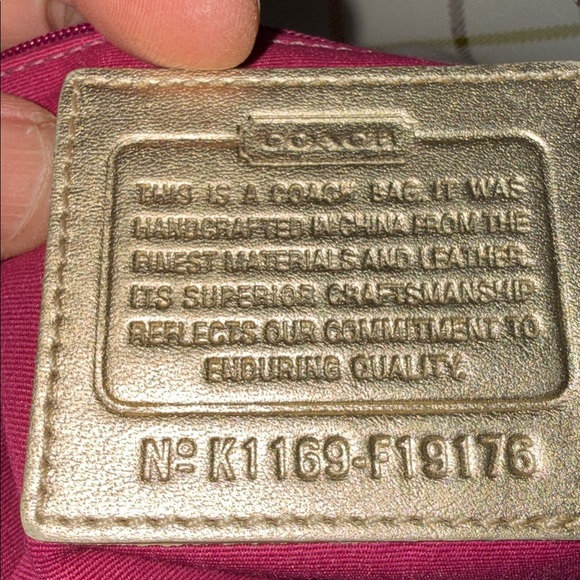 COACH
THIS IS A COACH BAG. IT WAS
HANDCRAFTED IN CHINA FROM THE
FINEST MATERIALS AND LEATHER.
ITS SUPERIOR CRAFTSMANSHIP
REFLECTS OUR COMMITMENT TO
ENDURING QUALITY.
Nº K1169-F19176